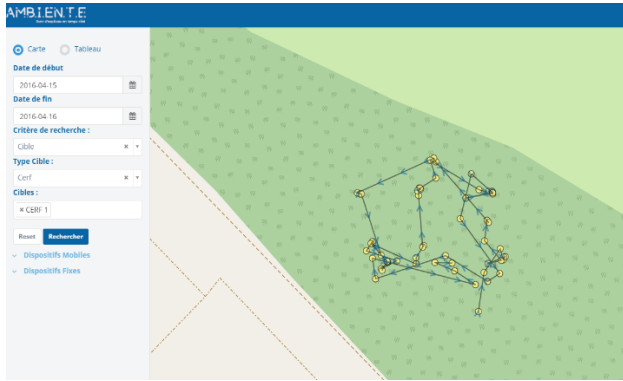 AMBIENTE
Carte Tableau
Date de début
2016-04-15
Date de fin
2016-04-16
Critère de recherche :
Cible × ▾
Type Cible :
Cerf × ▾
Cibles :
× CERF 1
Reset Rechercher
Dispositifs Mobiles
Dispositifs Fixes